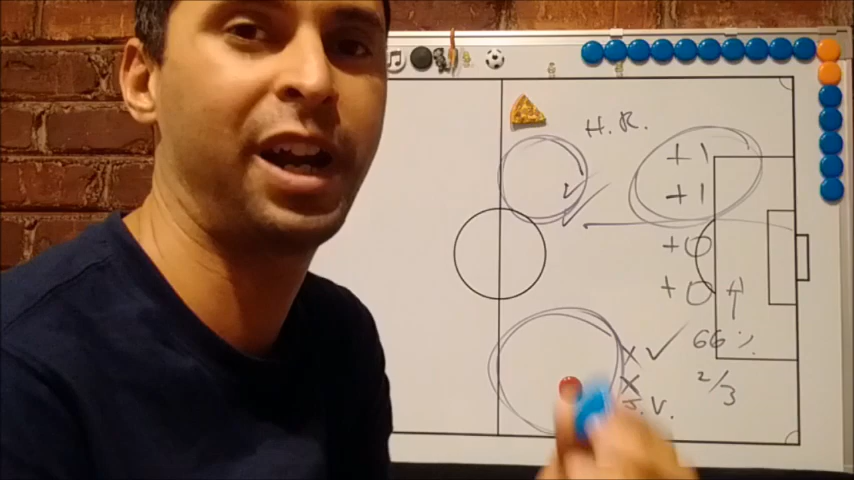 H.R.
+1
+1
+0
+0
X ✓ 66%
X 2/3
J.V.